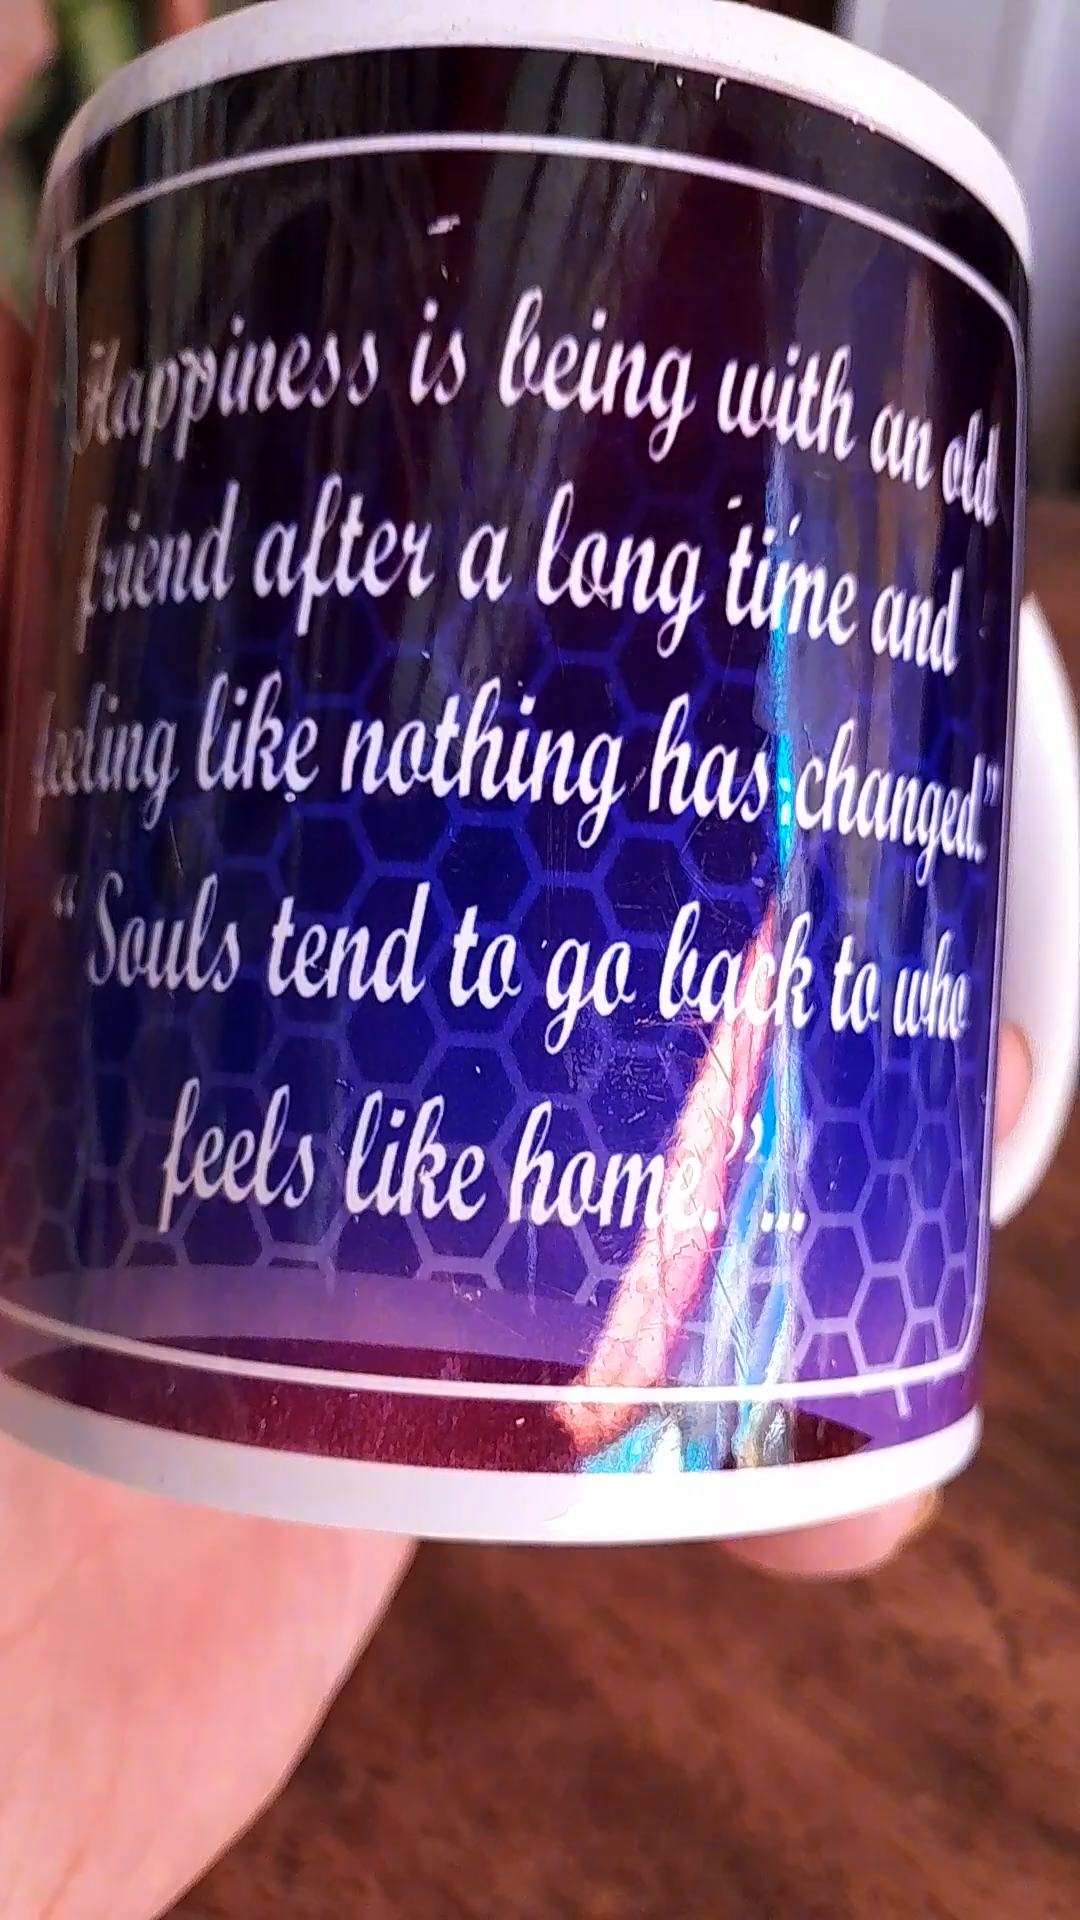 Happiness is being with an old
friend after a long time and
feeling like nothing has changed."
" Souls tend to go back to who
feels like home." ...